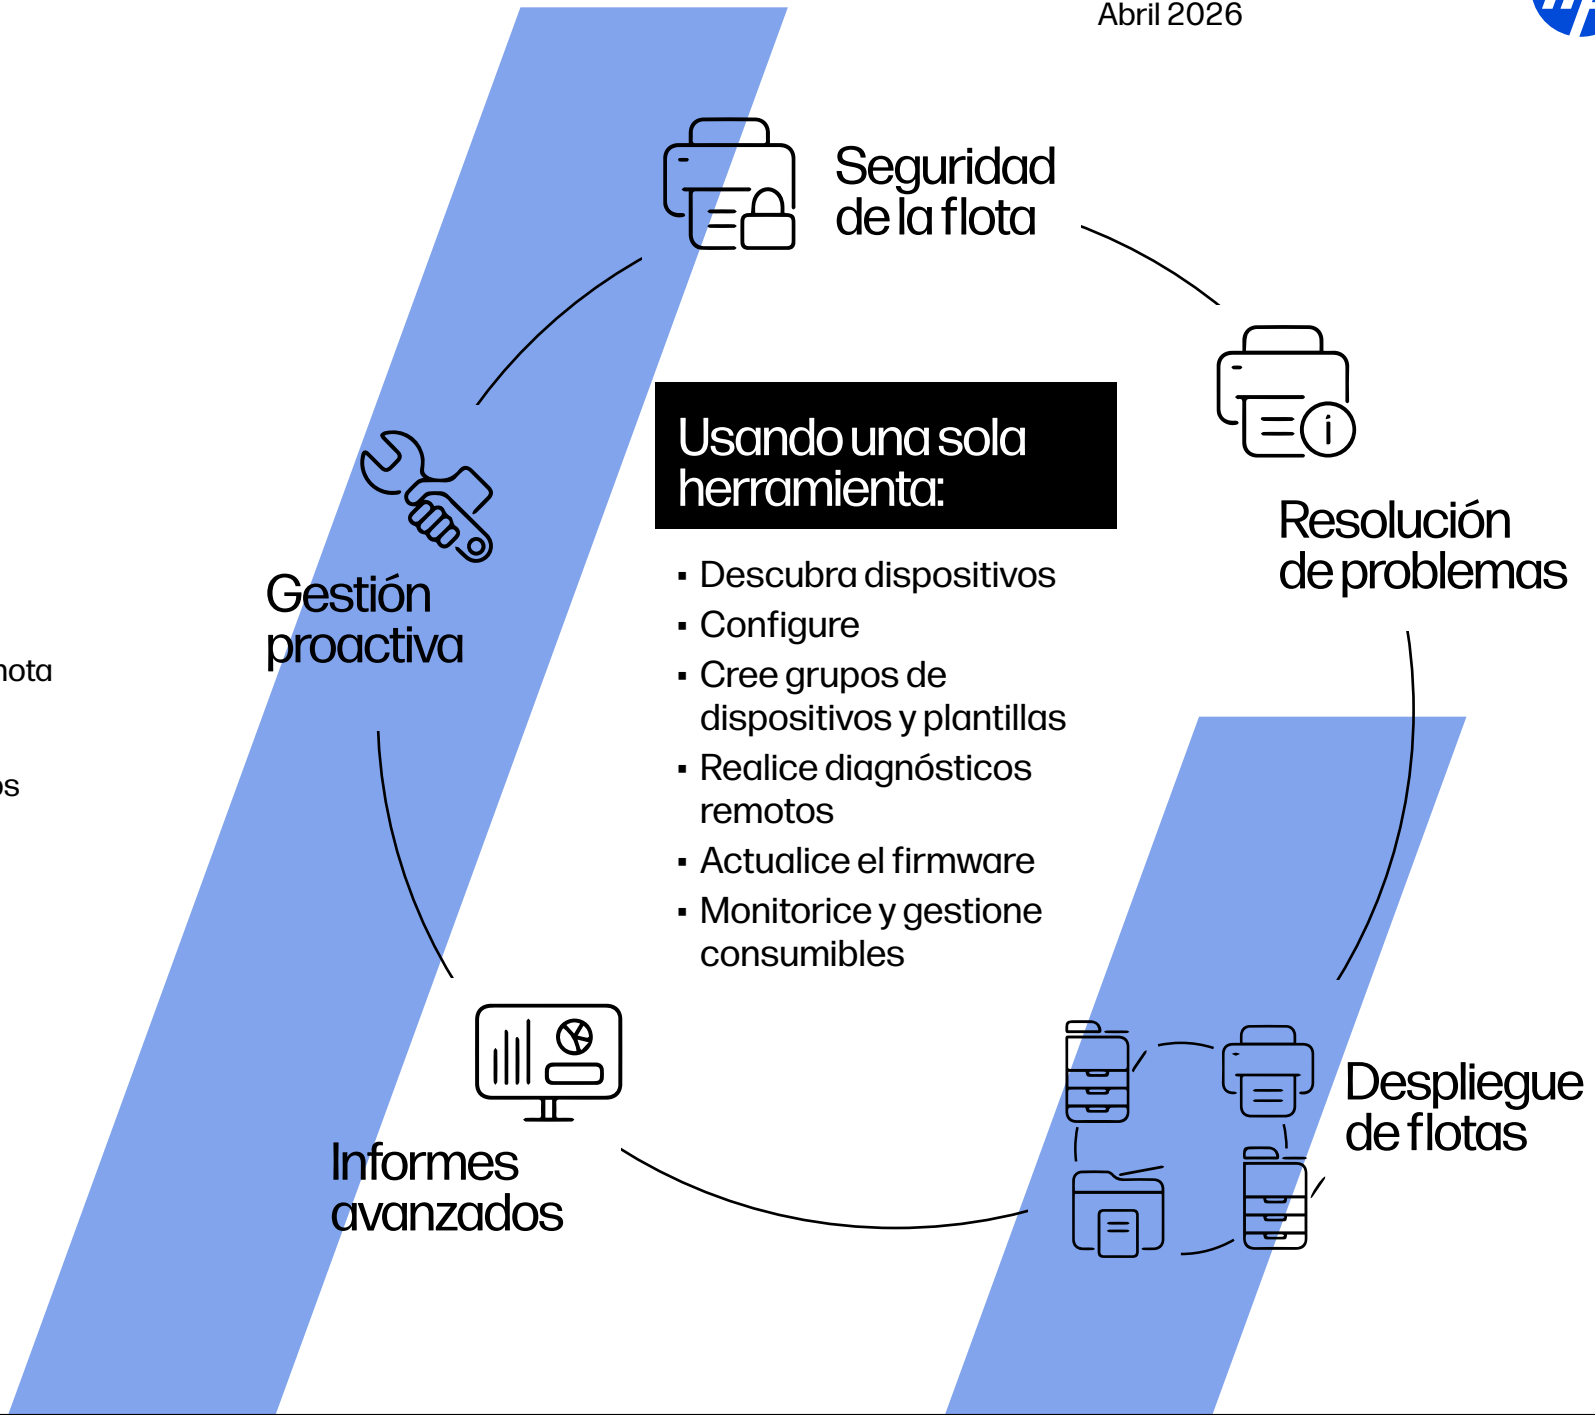 Abril 2026
Seguridad
de la flota
Usando una sola
herramienta:
Resolución
de problemas
Descubra dispositivos
Configure
Cree grupos de
dispositivos y plantillas
Realice diagnósticos
remotos
Actualice el firmware
Monitorice y gestione
consumibles
Gestión
proactiva
Informes
avanzados
Despliegue
de flotas